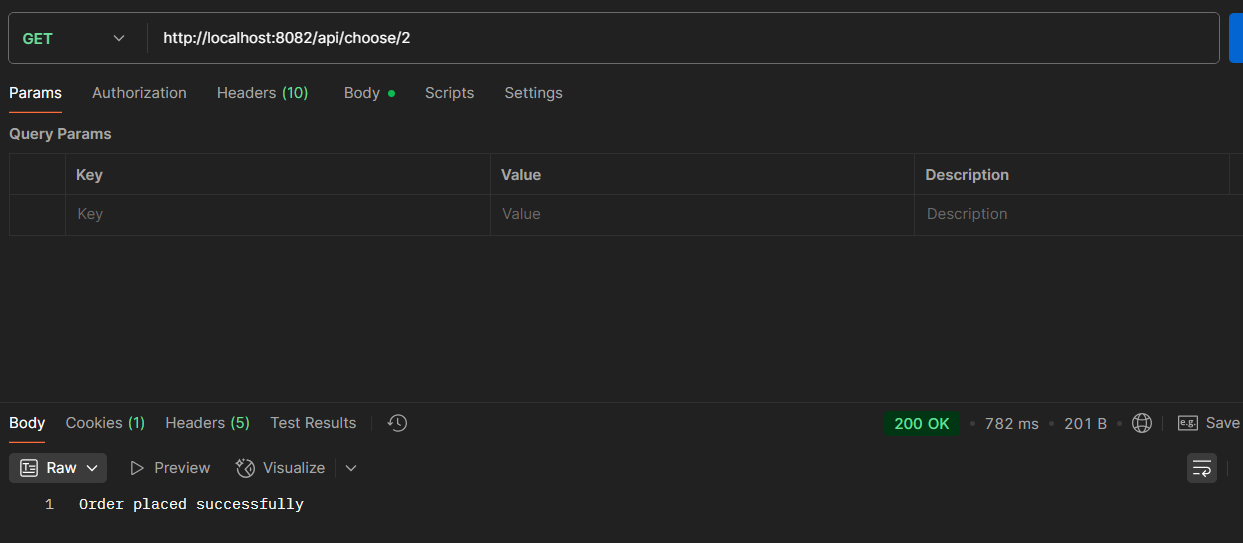 GET http://localhost:8082/api/choose/2
Params Authorization Headers (10) Body Scripts Settings
Query Params
Key Value Description
Key Value Description
Body Cookies (1) Headers (5) Test Results 200 OK • 782 ms • 201 B • e.g. Save
Raw Preview Visualize
1 Order placed successfully